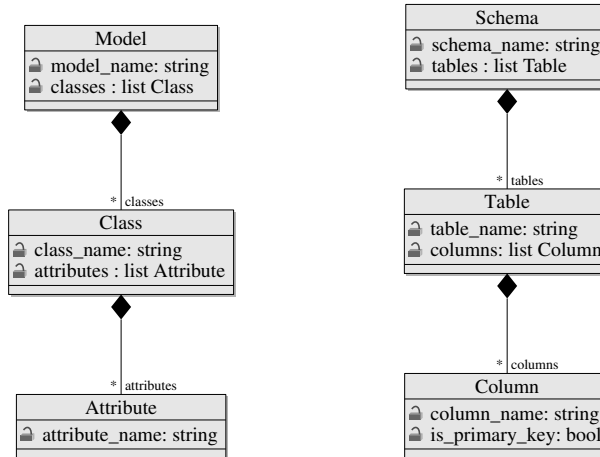 Model
model_name: string
classes : list Class
* classes
Class
class_name: string
attributes : list Attribute
* attributes
Attribute
attribute_name: string
Schema
schema_name: string
tables : list Table
* tables
Table
table_name: string
columns: list Column
* columns
Column
column_name: string
is_primary_key: bool